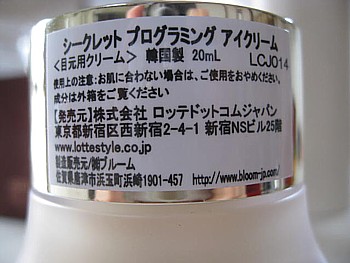 シークレット プログラミング アイクリーム
<目元用クリーム> 韓国製 20mL LCJ014
使用上の注意:お肌に合わない場合は、ご使用をおやめください。
成分は外箱をご覧ください。
【発売元】株式会社 ロッテドットコムジャパン
東京都新宿区西新宿2-4-1 新宿NSビル25階
www.lottestyle.co.jp
製造販売元/㈱ブルーム
佐賀県唐津市浜玉町浜崎1901-457 http://www.bloom-jp.com/